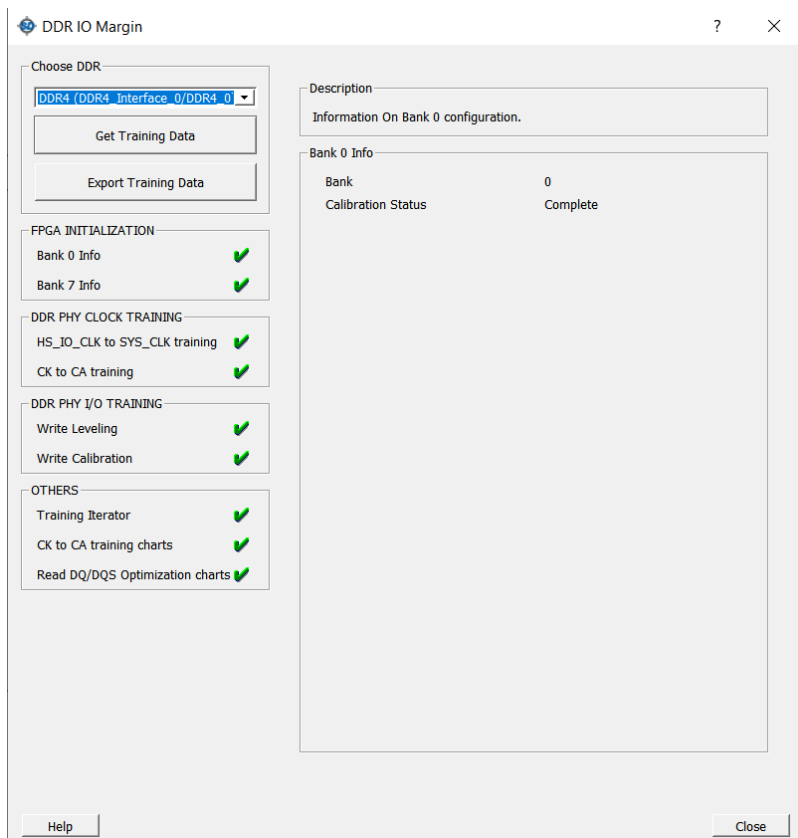 DDR IO Margin
?
Choose DDR
DDR4 (DDR4_Interface_0/DDR4_0
Get Training Data
Export Training Data
FPGA INITIALIZATION
Bank 0 Info
Bank 7 Info
DDR PHY CLOCK TRAINING
HS_IO_CLK to SYS_CLK training
CK to CA training
DDR PHY I/O TRAINING
Write Leveling
Write Calibration
OTHERS
Training Iterator
CK to CA training charts
Read DQ/DQS Optimization charts
Description
Information On Bank 0 configuration.
Bank 0 Info
Bank 0
Calibration Status Complete
Help
Close